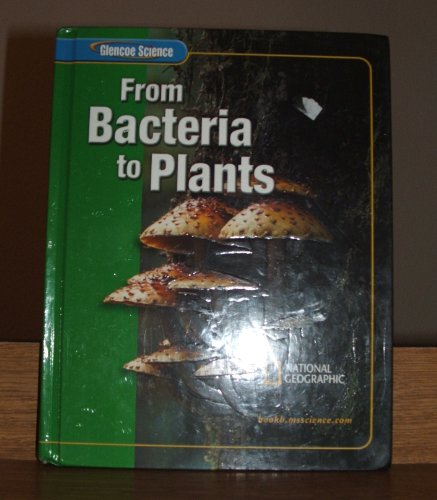 Glencoe Science
From
Bacteria
to Plants
NATIONAL
GEOGRAPHIC
bookb.msscience.com